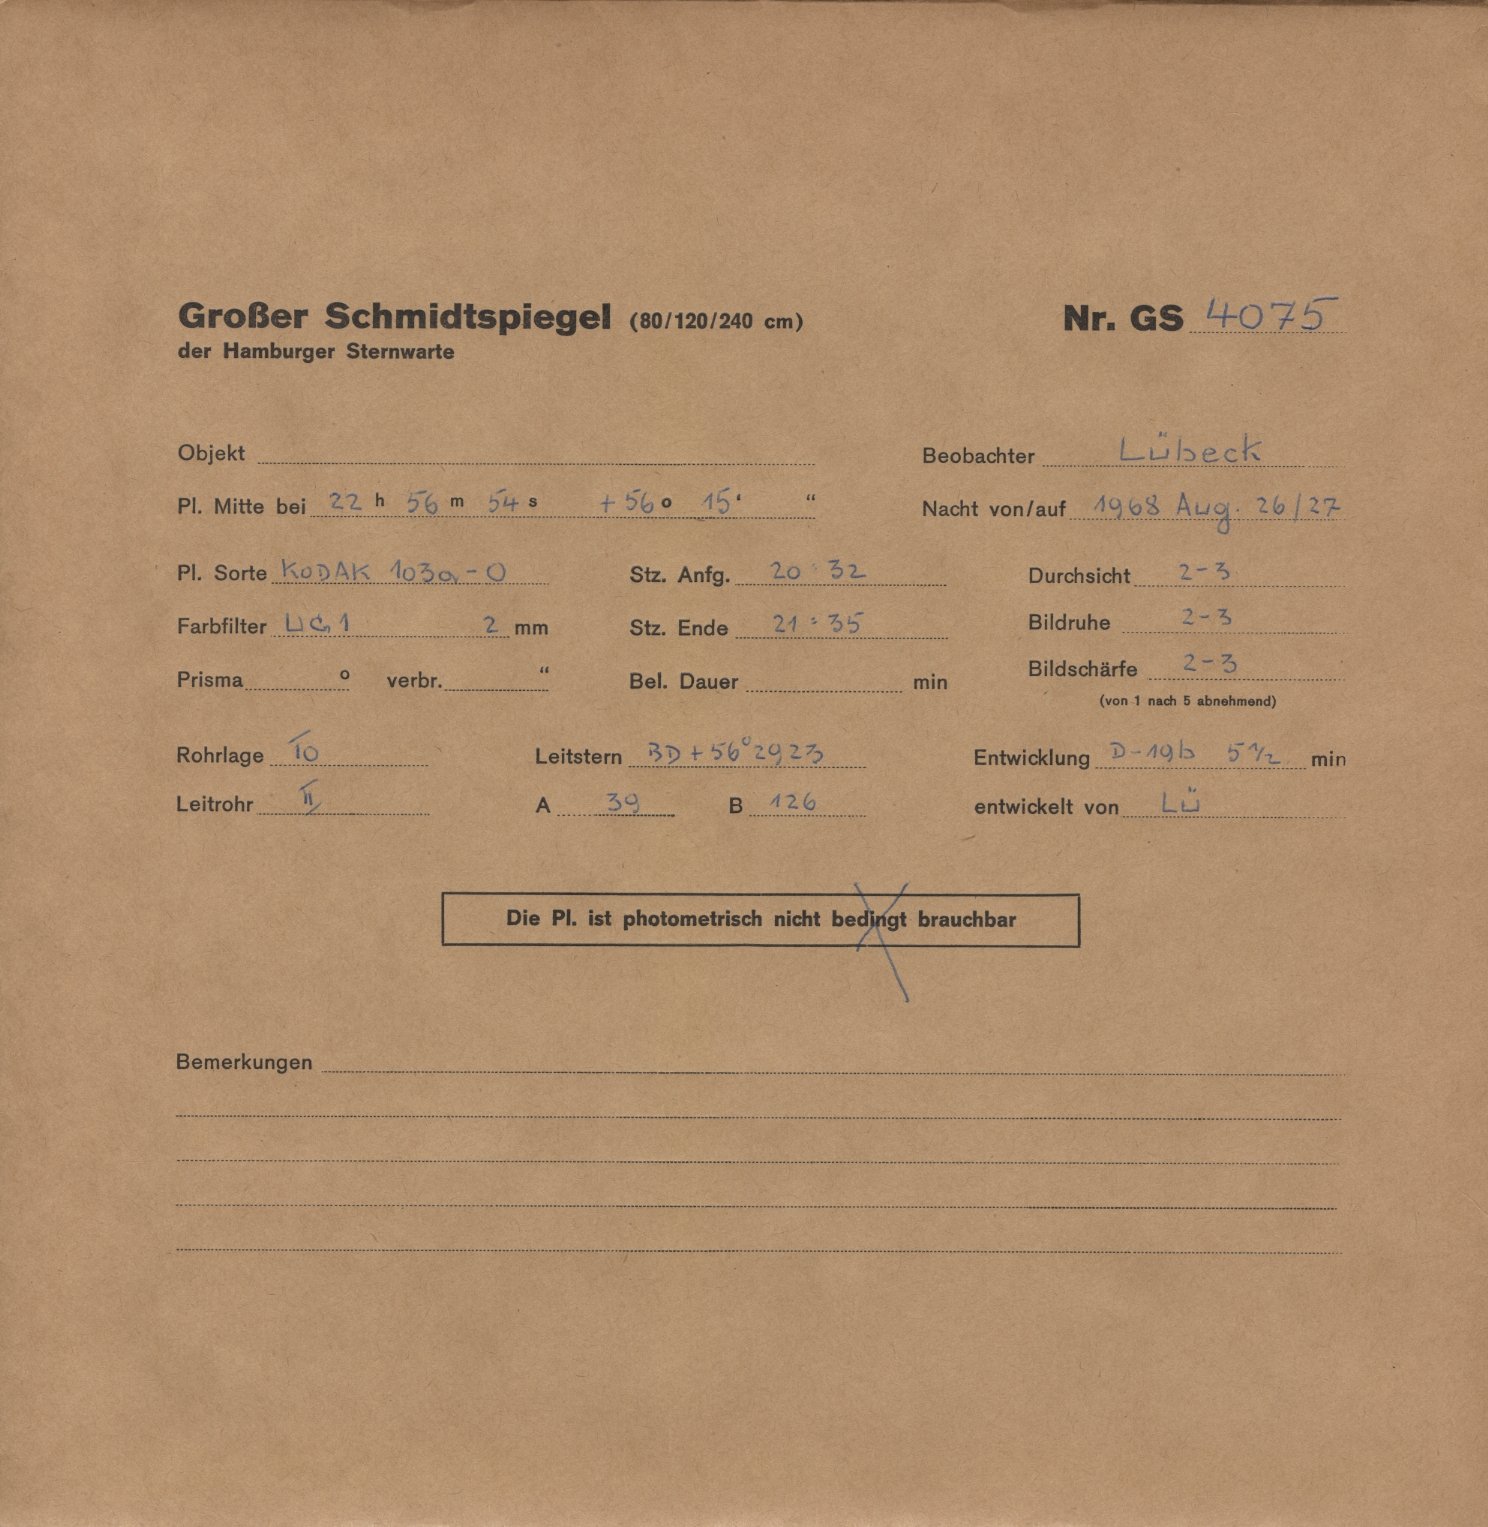 Großer Schmidtspiegel (80/120/240 cm) Nr. GS 4075
der Hamburger Sternwarte
Objekt Beobachter Lübeck
Pl. Mitte bei 22 h 56 m 54 s +56 o 15 ‘ “ Nacht von/auf 1968 Aug. 26/27
Pl. Sorte KODAK 103a-O Stz. Anfg. 20:32 Durchsicht 2-3
Farbfilter UG1 2 mm Stz. Ende 21:35 Bildruhe 2-3
Prisma o verbr. “ Bel. Dauer min Bildschärfe 2-3
(von 1 nach 5 abnehmend)
Rohrlage IO Leitstern BD+56°2923 Entwicklung D-19b 5½ min
Leitrohr II A 39 B 126 entwickelt von Lü
Die Pl. ist photometrisch nicht bedingt brauchbar
Bemerkungen